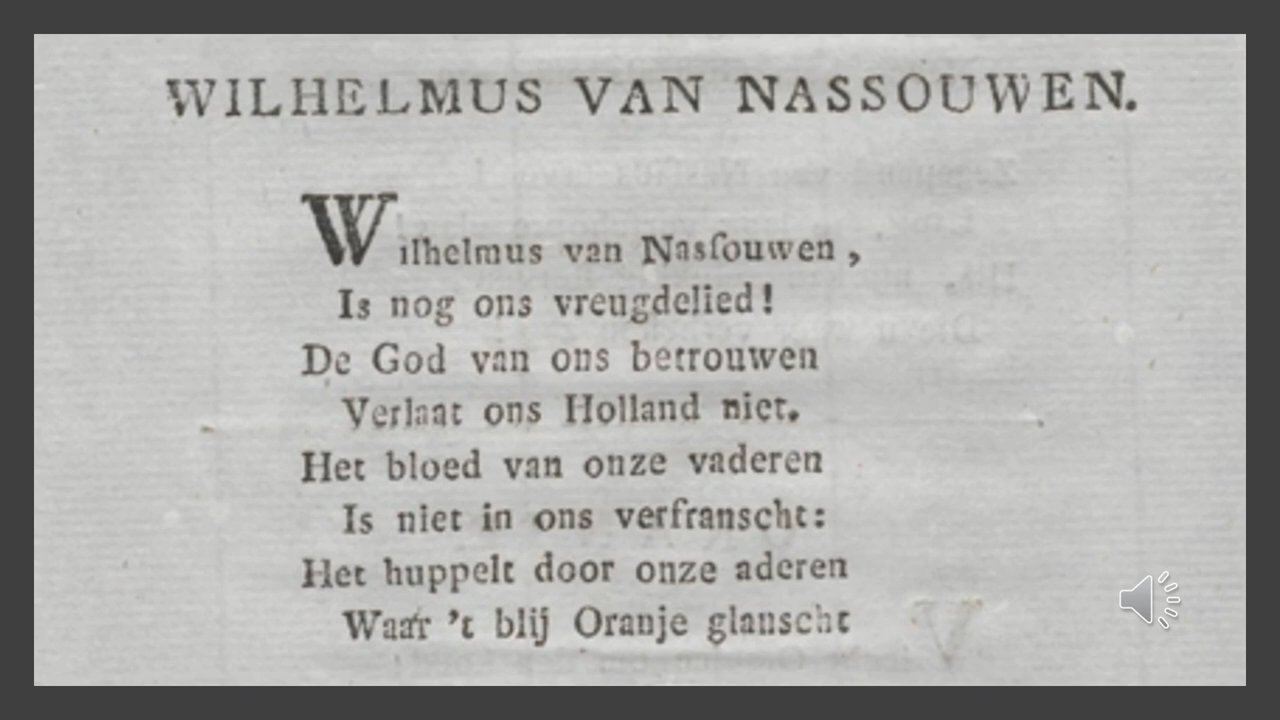 WILHELMUS VAN NASSOUWEN.
Wilhelmus van Nasſouwen,
Is nog ons vreugdelied!
De God van ons betrouwen
Verlaat ons Holland niet.
Het bloed van onze vaderen
Is niet in ons verfranscht:
Het huppelt door onze aderen
Waar 't blij Oranje glanscht